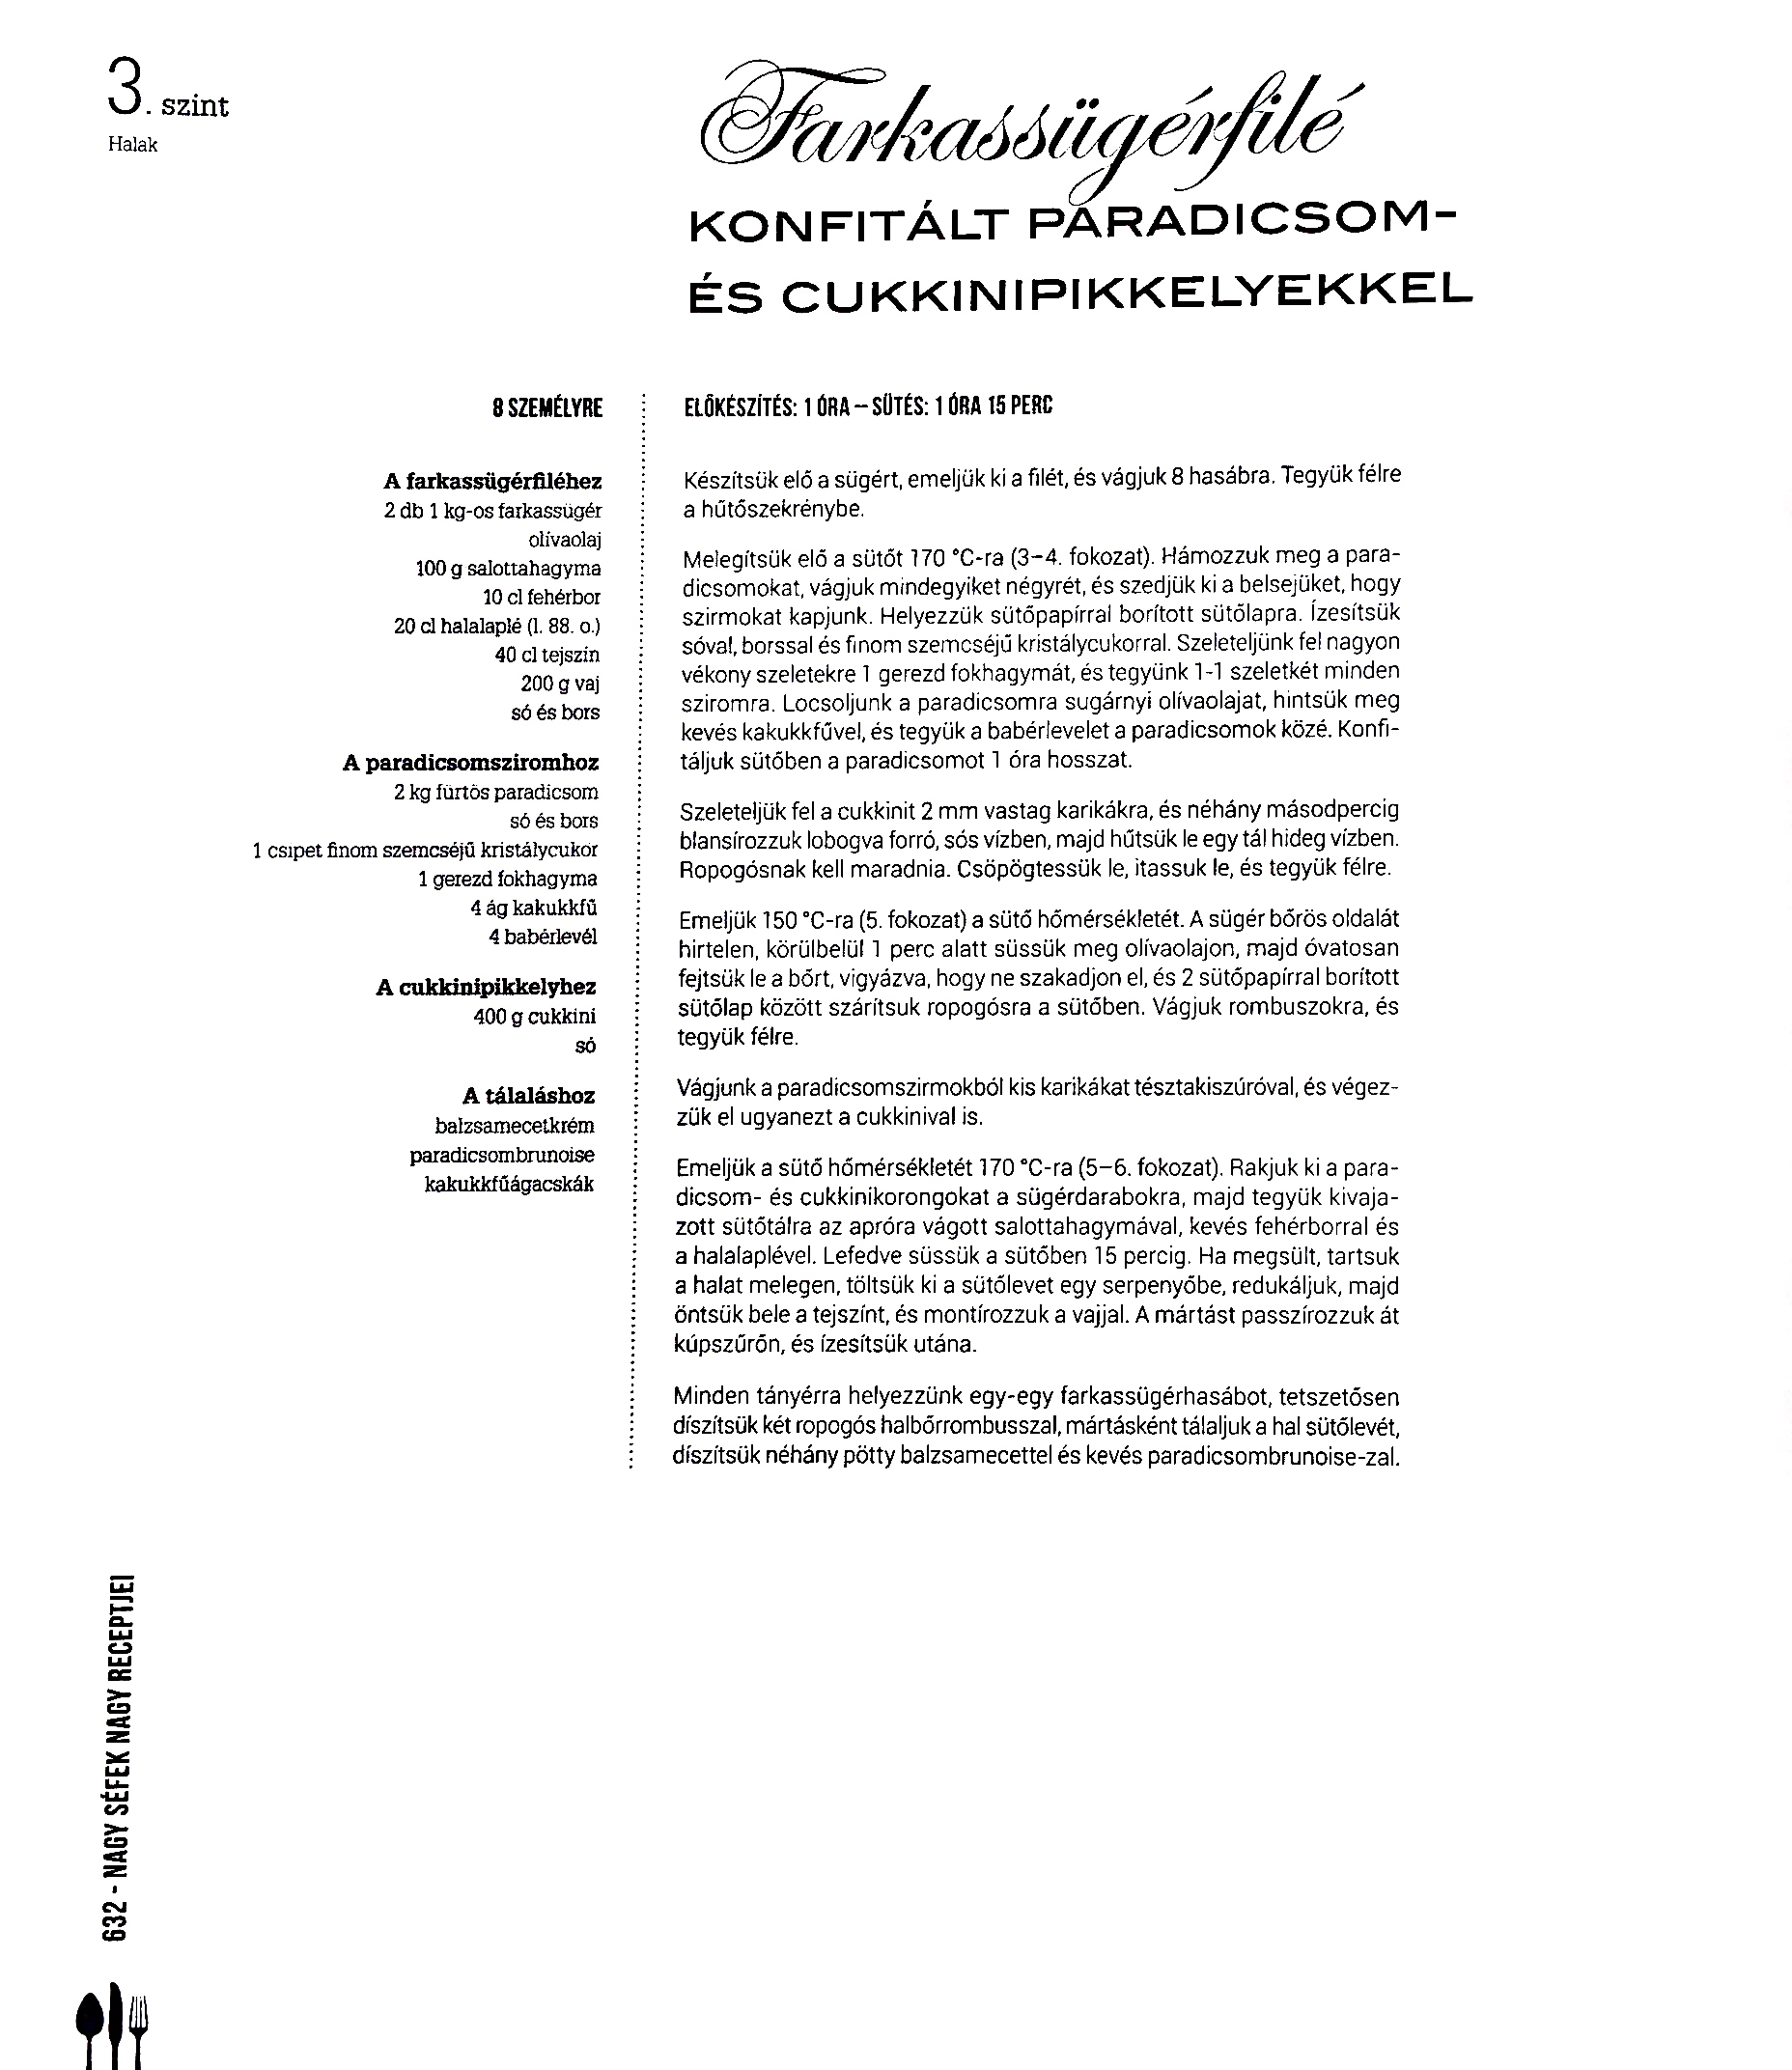 3. szint
Halak
Farkassügérfilé
KONFITÁLT PARADICSOM-
ÉS CUKKINIPIKKELYEKKEL
8 SZEMÉLYRE
A farkassügérfiléhez
2 db 1 kg-os farkassügér
olívaolaj
100 g salottahagyma
10 cl fehérbor
20 cl halalaplé (l. 88. o.)
40 cl tejszín
200 g vaj
só és bors
A paradicsomsziromhoz
2 kg fürtös paradicsom
só és bors
1 csipet finom szemcséjű kristálycukor
1 gerezd fokhagyma
4 ág kakukkfű
4 babérlevél
A cukkinipikkelyhez
400 g cukkini
só
A tálaláshoz
balzsamecetkrém
paradicsombrunoise
kakukkfűágacskák
ELŐKÉSZÍTÉS: 1 ÓRA – SÜTÉS: 1 ÓRA 15 PERC
Készítsük elő a sügért, emeljük ki a filét, és vágjuk 8 hasábra. Tegyük félre
a hűtőszekrénybe.
Melegítsük elő a sütőt 170 °C-ra (3–4. fokozat). Hámozzuk meg a para-
dicsomokat, vágjuk mindegyiket négyrét, és szedjük ki a belsejüket, hogy
szirmokat kapjunk. Helyezzük sütőpapírral borított sütőlapra. Ízesítsük
sóval, borssal és finom szemcséjű kristálycukorral. Szeleteljünk fel nagyon
vékony szeletekre 1 gerezd fokhagymát, és tegyünk 1-1 szeletkét minden
sziromra. Locsoljunk a paradicsomra sugárnyi olívaolajat, hintsük meg
kevés kakukkfűvel, és tegyük a babérlevelet a paradicsomok közé. Konfi-
táljuk sütőben a paradicsomot 1 óra hosszat.
Szeleteljük fel a cukkinit 2 mm vastag karikákra, és néhány másodpercig
blansírozzuk lobogva forró, sós vízben, majd hűtsük le egy tál hideg vízben.
Ropogósnak kell maradnia. Csöpögtessük le, itassuk le, és tegyük félre.
Emeljük 150 °C-ra (5. fokozat) a sütő hőmérsékletét. A sügér bőrös oldalát
hirtelen, körülbelül 1 perc alatt süssük meg olívaolajon, majd óvatosan
fejtsük le a bőrt, vigyázva, hogy ne szakadjon el, és 2 sütőpapírral borított
sütőlap között szárítsuk ropogósra a sütőben. Vágjuk rombuszokra, és
tegyük félre.
Vágjunk a paradicsomszirmokból kis karikákat tésztakiszúróval, és végez-
zük el ugyanezt a cukkinival is.
Emeljük a sütő hőmérsékletét 170 °C-ra (5–6. fokozat). Rakjuk ki a para-
dicsom- és cukkinikorongokat a sügérdarabokra, majd tegyük kivaja-
zott sütőtálra az apróra vágott salottahagymával, kevés fehérborral és
a halalaplével. Lefedve süssük a sütőben 15 percig. Ha megsült, tartsuk
a halat melegen, töltsük ki a sütőlevet egy serpenyőbe, redukáljuk, majd
öntsük bele a tejszínt, és montírozzuk a vajjal. A mártást passzírozzuk át
kúpszűrőn, és ízesítsük utána.
Minden tányérra helyezzünk egy-egy farkassügérhasábot, tetszetősen
díszítsük két ropogós halbőrrombusszal, mártásként tálaljuk a hal sütőlevét,
díszítsük néhány pötty balzsamecettel és kevés paradicsombrunoise-zal.
632 - NAGY SÉFEK NAGY RECEPTJEI